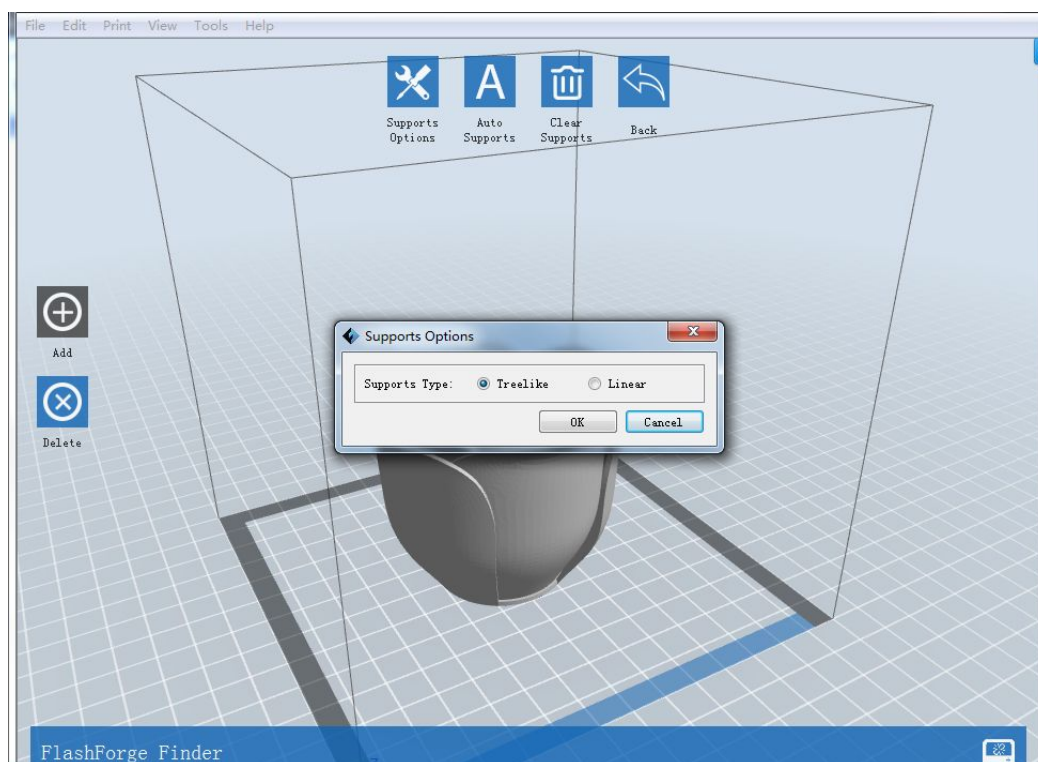 File Edit Print View Tools Help
A
Supports Options
Auto Supports
Clear Supports
Back
Add
Delete
Supports Options
Supports Type: Treelike Linear
OK Cancel
FlashForge Finder